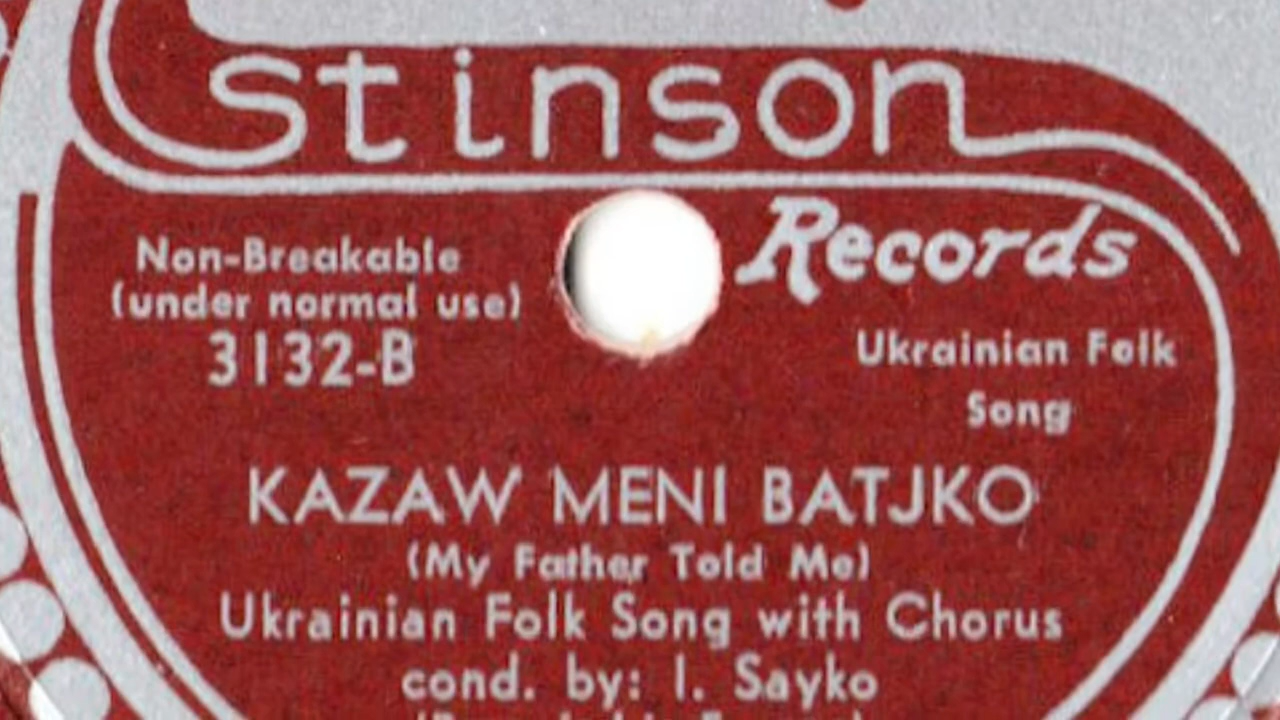 Stinson
Records
Non-Breakable
(under normal use)
3132-B
Ukrainian Folk
Song
KAZAW MENI BATJKO
(My Father Told Me)
Ukrainian Folk Song with Chorus
cond. by: I. Sayko